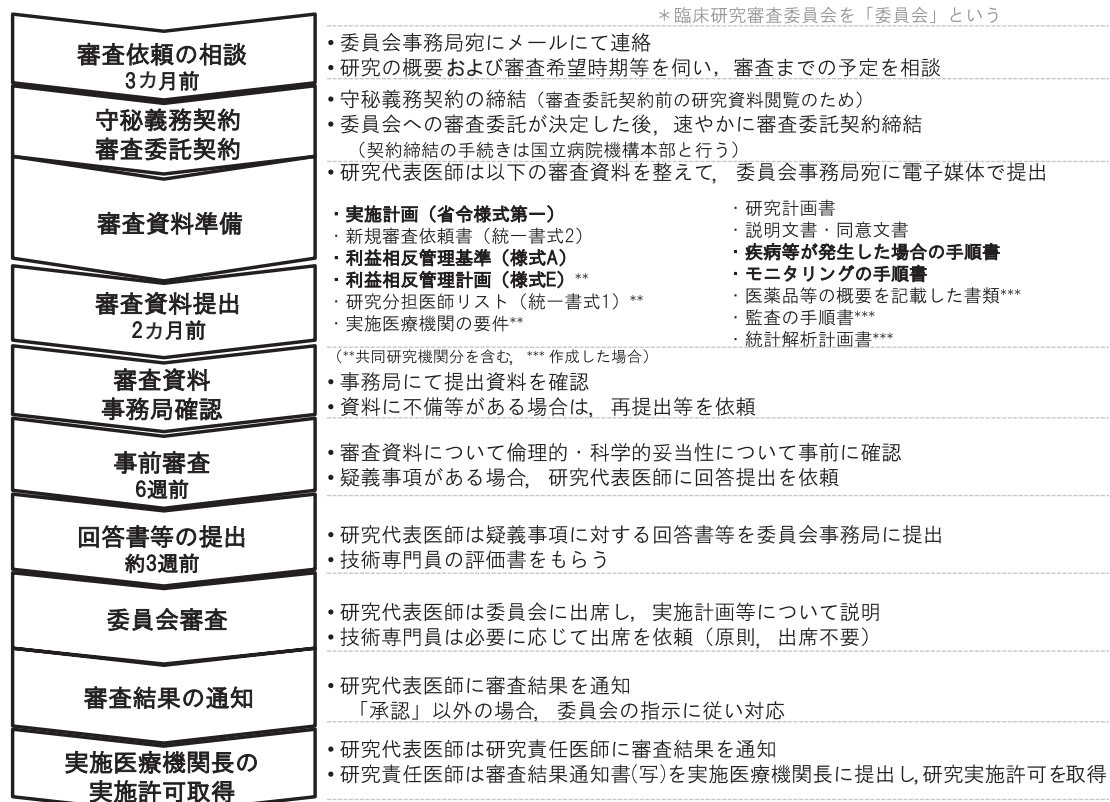 ＊臨床研究審査委員会を「委員会」という
審査依頼の相談
3カ月前
・委員会事務局宛にメールにて連絡
・研究の概要および審査希望時期等を伺い，審査までの予定を相談
守秘義務契約
審査委託契約
・守秘義務契約の締結（審査委託契約前の研究資料閲覧のため）
・委員会への審査委託が決定した後，速やかに審査委託契約締結
（契約締結の手続きは国立病院機構本部と行う）
審査資料準備
・研究代表医師は以下の審査資料を整えて，委員会事務局宛に電子媒体で提出
・実施計画（省令様式第一）
・新規審査依頼書（統一書式2）
・利益相反管理基準（様式A）
・利益相反管理計画（様式E）**
・研究分担医師リスト（統一書式1）**
・実施医療機関の要件**
・研究計画書
・説明文書・同意文書
・疾病等が発生した場合の手順書
・モニタリングの手順書
・医薬品等の概要を記載した書類***
・監査の手順書***
・統計解析計画書***
審査資料提出
2カ月前
（**共同研究機関分を含む，*** 作成した場合）
審査資料
事務局確認
・事務局にて提出資料を確認
・資料に不備等がある場合は，再提出等を依頼
事前審査
6週前
・審査資料について倫理的・科学的妥当性について事前に確認
・疑義事項がある場合，研究代表医師に回答提出を依頼
回答書等の提出
約3週前
・研究代表医師は疑義事項に対する回答書等を委員会事務局に提出
・技術専門員の評価書をもらう
委員会審査
・研究代表医師は委員会に出席し，実施計画等について説明
・技術専門員は必要に応じて出席を依頼（原則，出席不要）
審査結果の通知
・研究代表医師に審査結果を通知
「承認」以外の場合，委員会の指示に従い対応
実施医療機関長の
実施許可取得
・研究代表医師は研究責任医師に審査結果を通知
・研究責任医師は審査結果通知書(写)を実施医療機関長に提出し,研究実施許可を取得